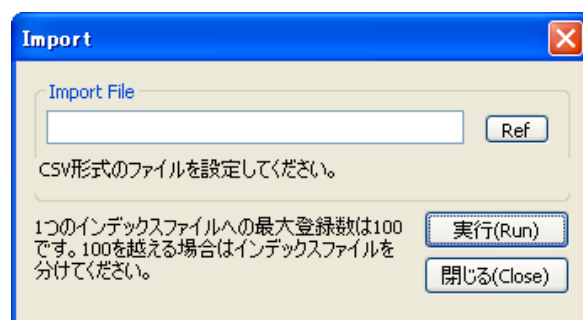 Import
Import File
Ref
CSV形式のファイルを設定してください。
1つのインデックスファイルへの最大登録数は100
です。100を越える場合はインデックスファイルを
分けてください。
実行(Run)
閉じる(Close)